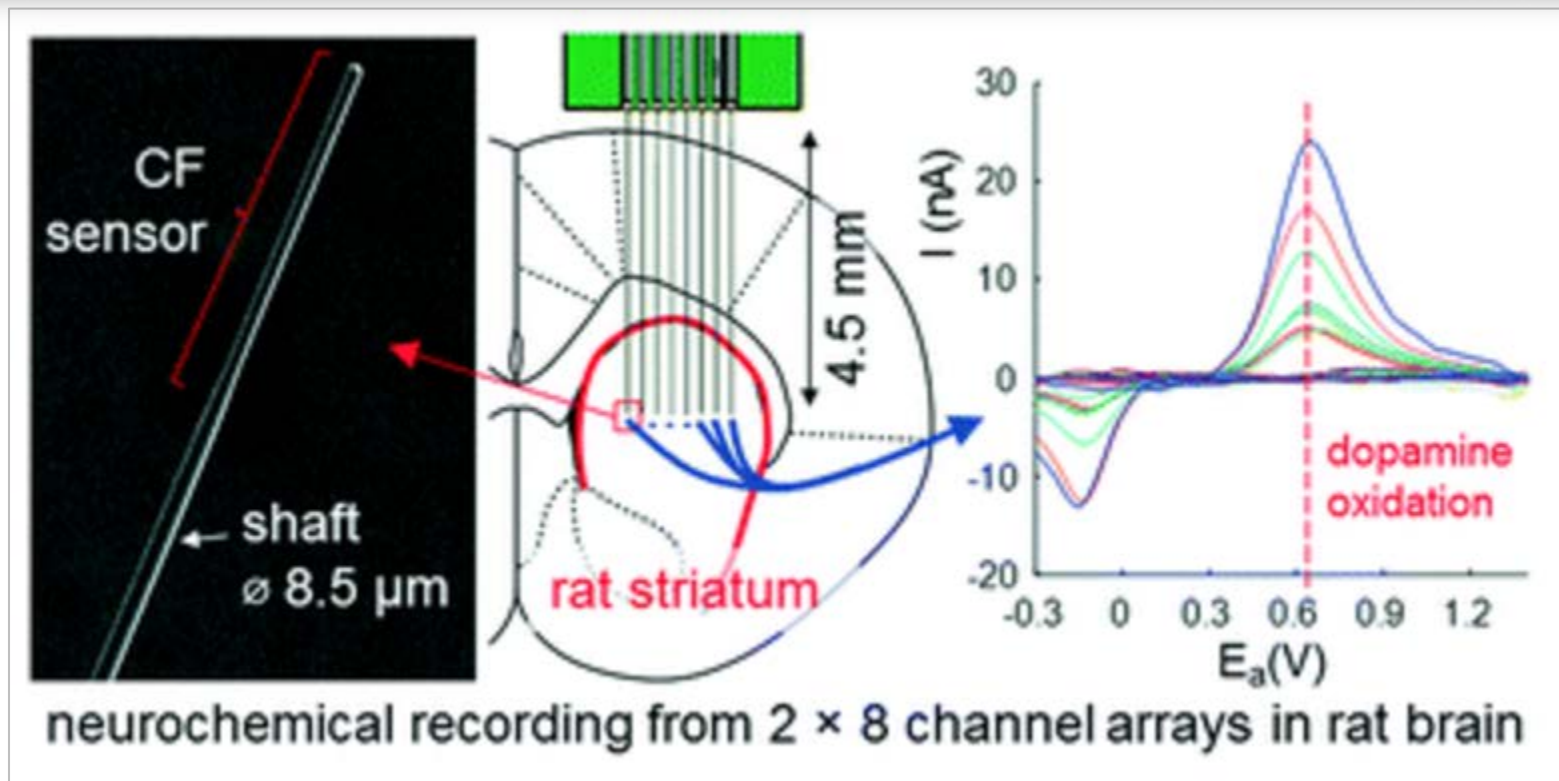 CF
sensor
shaft
ø 8.5 µm
4.5 mm
rat striatum
I (nA)
30
20
10
0
-10
-20
-0.3 0 0.3 0.6 0.9 1.2
Ea(V)
dopamine
oxidation
neurochemical recording from 2 × 8 channel arrays in rat brain